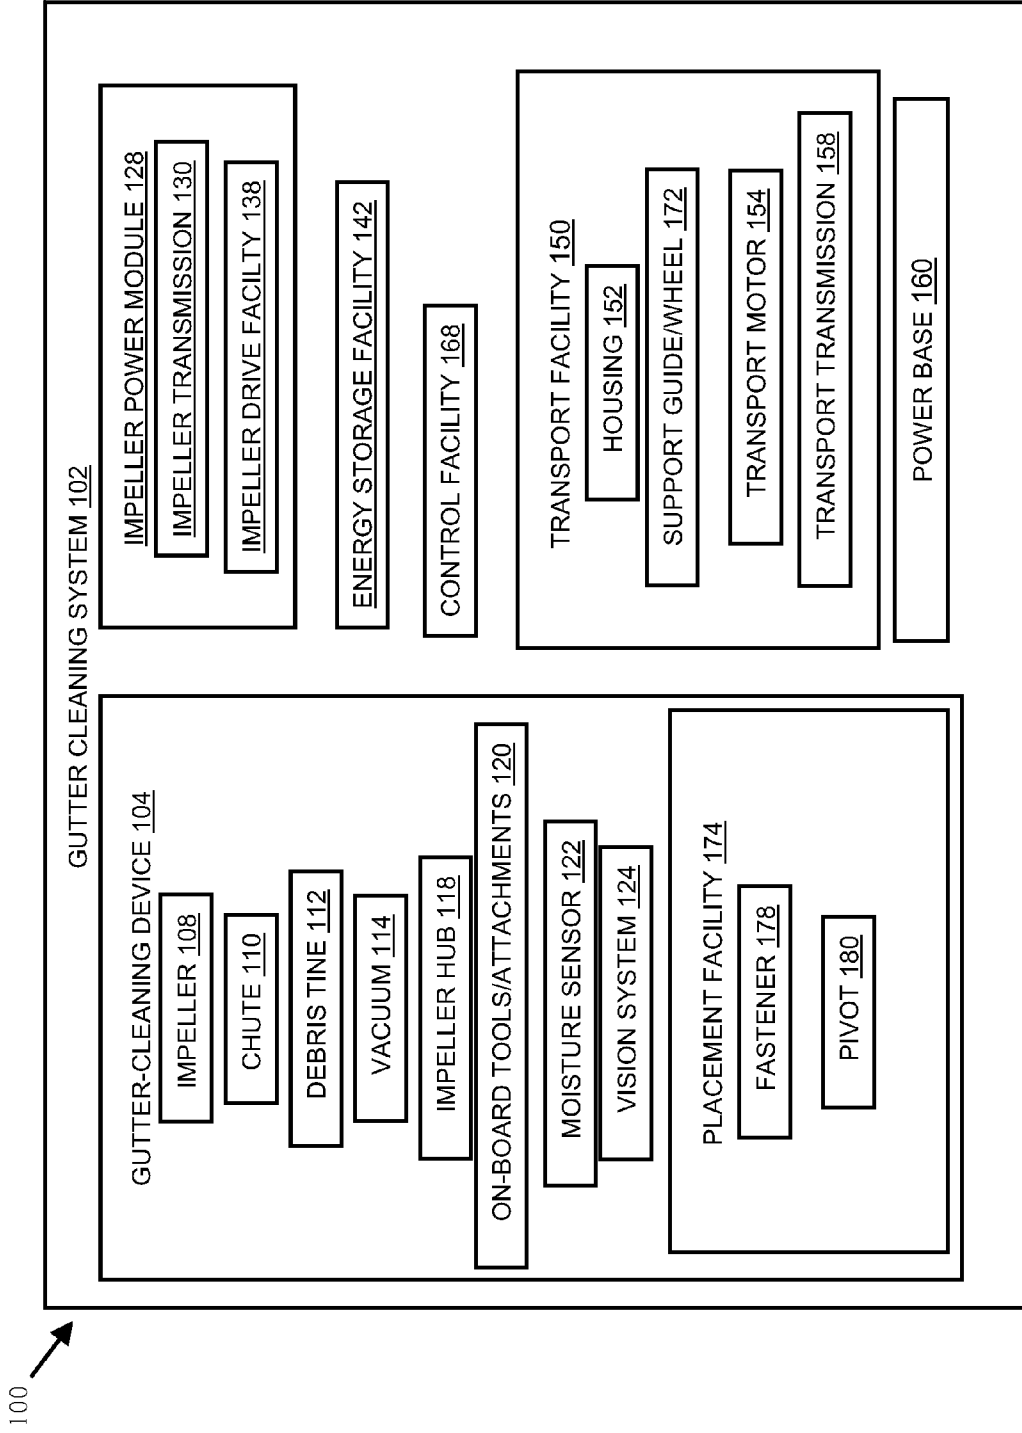 100
GUTTER CLEANING SYSTEM 102
GUTTER-CLEANING DEVICE 104
IMPELLER 108
CHUTE 110
DEBRIS TINE 112
VACUUM 114
IMPELLER HUB 118
ON-BOARD TOOLS/ATTACHMENTS 120
MOISTURE SENSOR 122
VISION SYSTEM 124
PLACEMENT FACILITY 174
FASTENER 178
PIVOT 180
IMPELLER POWER MODULE 128
IMPELLER TRANSMISSION 130
IMPELLER DRIVE FACILTY 138
ENERGY STORAGE FACILITY 142
CONTROL FACILITY 168
TRANSPORT FACILITY 150
HOUSING 152
SUPPORT GUIDE/WHEEL 172
TRANSPORT MOTOR 154
TRANSPORT TRANSMISSION 158
POWER BASE 160